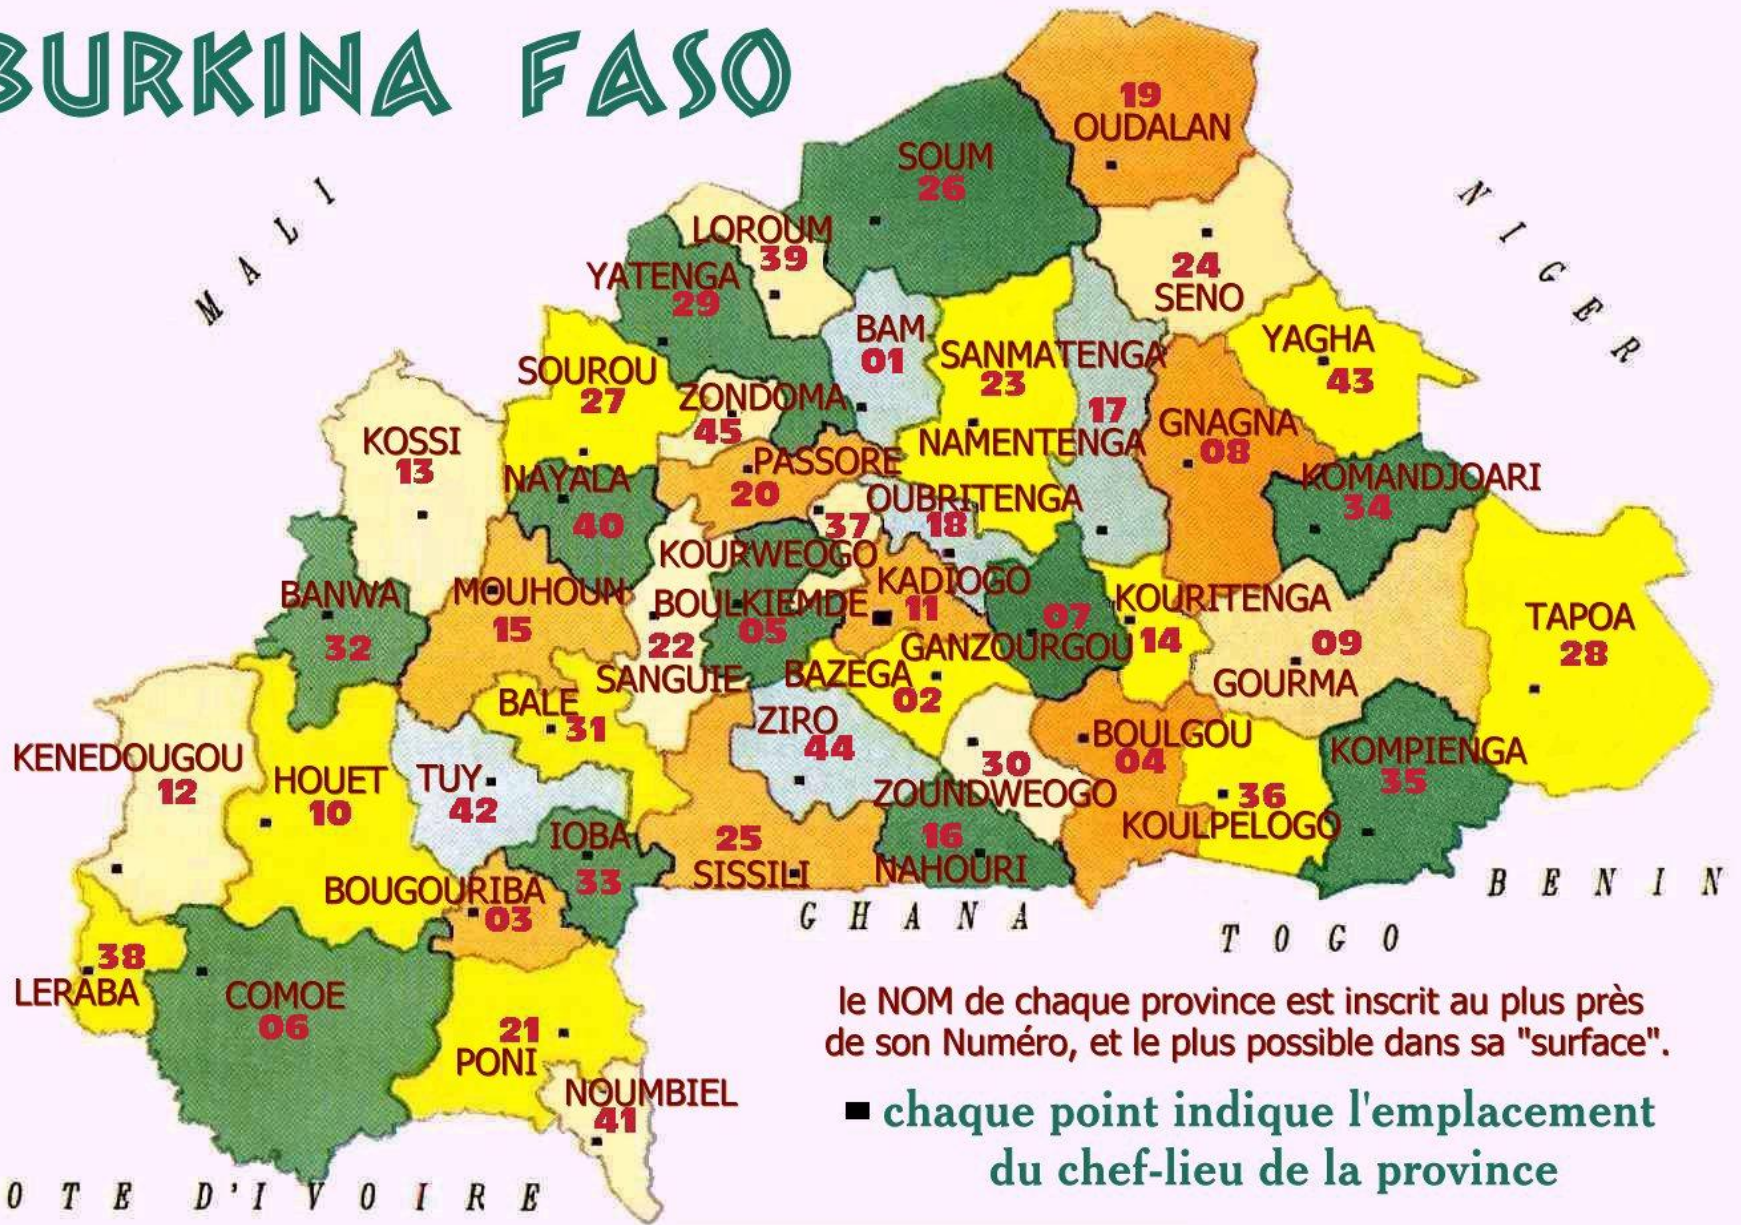 BURKINA FASO
19
OUDALAN
SOUM
26
MALI
NIGER
LOROUM
39
YATENGA
29
24
SENO
BAM
01
SANMATENGA
23
YAGHA
43
SOUROU
27
ZONDOMA
45
17
NAMENTENGA
GNAGNA
08
KOSSI
13
NAYALA
40
PASSORE
20
OUBRITENGA
18
37
KOURWEOGO
KOMANDJOARI
34
BANWA
32
MOUHOUN
15
BOULKIEMDE
05
KADIOGO
11
07
GANZOURGOU
KOURITENGA
14
09
GOURMA
TAPOA
28
22
SANGUIE
BAZEGA
02
BALE
31
ZIRO
44
30
ZOUNDWEOGO
BOULGOU
04
KOMPIENGA
35
KENEDOUGOU
12
HOUET
10
TUY
42
36
KOULPELOGO
IOBA
33
25
SISSILI
16
NAHOURI
BOUGOURIBA
03
BENIN
GHANA
TOGO
38
LERABA
COMOE
06
21
PONI
NOUMBIEL
41
OTE D'IVOIRE
le NOM de chaque province est inscrit au plus près
de son Numéro, et le plus possible dans sa "surface".
chaque point indique l'emplacement
du chef-lieu de la province